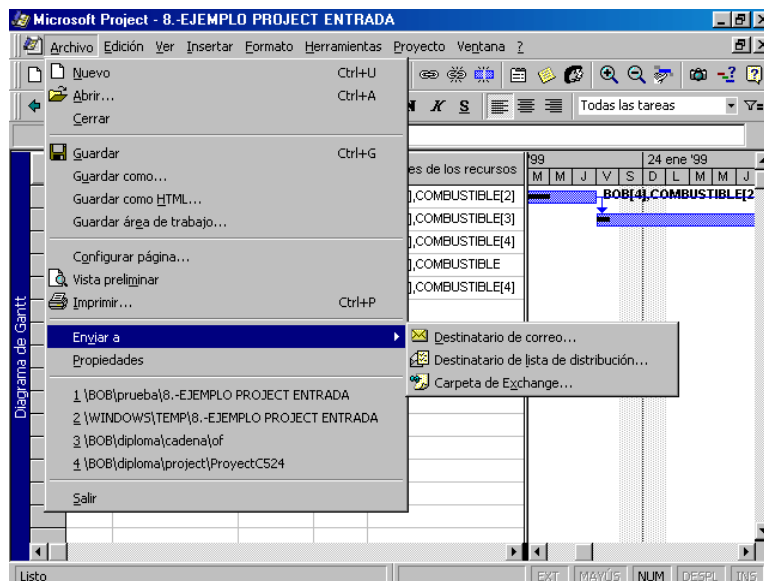 Microsoft Project - 8.-EJEMPLO PROJECT ENTRADA
Archivo Edición Ver Insertar Formato Herramientas Proyecto Ventana ?
Nuevo Ctrl+U
Abrir... Ctrl+A
Cerrar
N K S Todas las tareas
Guardar Ctrl+G
Guardar como...
Guardar como HTML...
Guardar área de trabajo...
Configurar página...
Vista preliminar
Imprimir... Ctrl+P
Enviar a
Propiedades
1 \BOB\prueba\8.-EJEMPLO PROJECT ENTRADA
2 \WINDOWS\TEMP\8.-EJEMPLO PROJECT ENTRADA
3 \BOB\diploma\cadena\of
4 \BOB\diploma\project\ProyectC524
Salir
Destinatario de correo...
Destinatario de lista de distribución...
Carpeta de Exchange...
es de los recursos
],COMBUSTIBLE[2]
],COMBUSTIBLE[3]
],COMBUSTIBLE[4]
],COMBUSTIBLE
],COMBUSTIBLE[4]
'99 24 ene '99
M M J V S D L M M J
BOB[4],COMBUSTIBLE[2
Diagrama de Gantt
Listo
EXT MAYÚS NUM DESPL INS